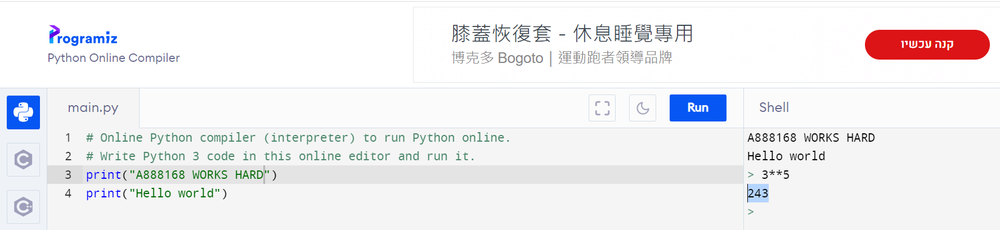 Programiz
Python Online Compiler
膝蓋恢復套 - 休息睡覺專用
博克多 Bogoto｜運動跑者領導品牌
קנה עכשיו
main.py
Run
Shell
1 # Online Python compiler (interpreter) to run Python online.
2 # Write Python 3 code in this online editor and run it.
3 print("A888168 WORKS HARD")
4 print("Hello world")
A888168 WORKS HARD
Hello world
> 3**5
243
>
C
C++